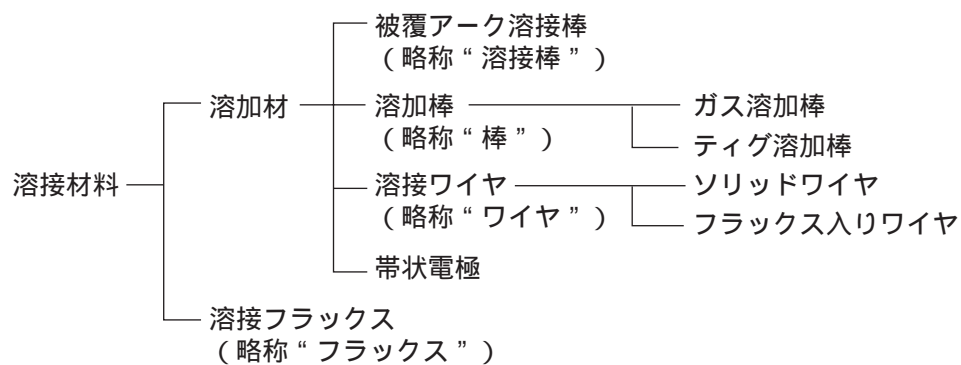 被覆アーク溶接棒
(略称“溶接棒”)
溶加材
溶加棒
ガス溶加棒
(略称“棒”)
ティグ溶加棒
溶接材料
溶接ワイヤ
ソリッドワイヤ
(略称“ワイヤ”)
フラックス入りワイヤ
帯状電極
溶接フラックス
(略称“フラックス”)